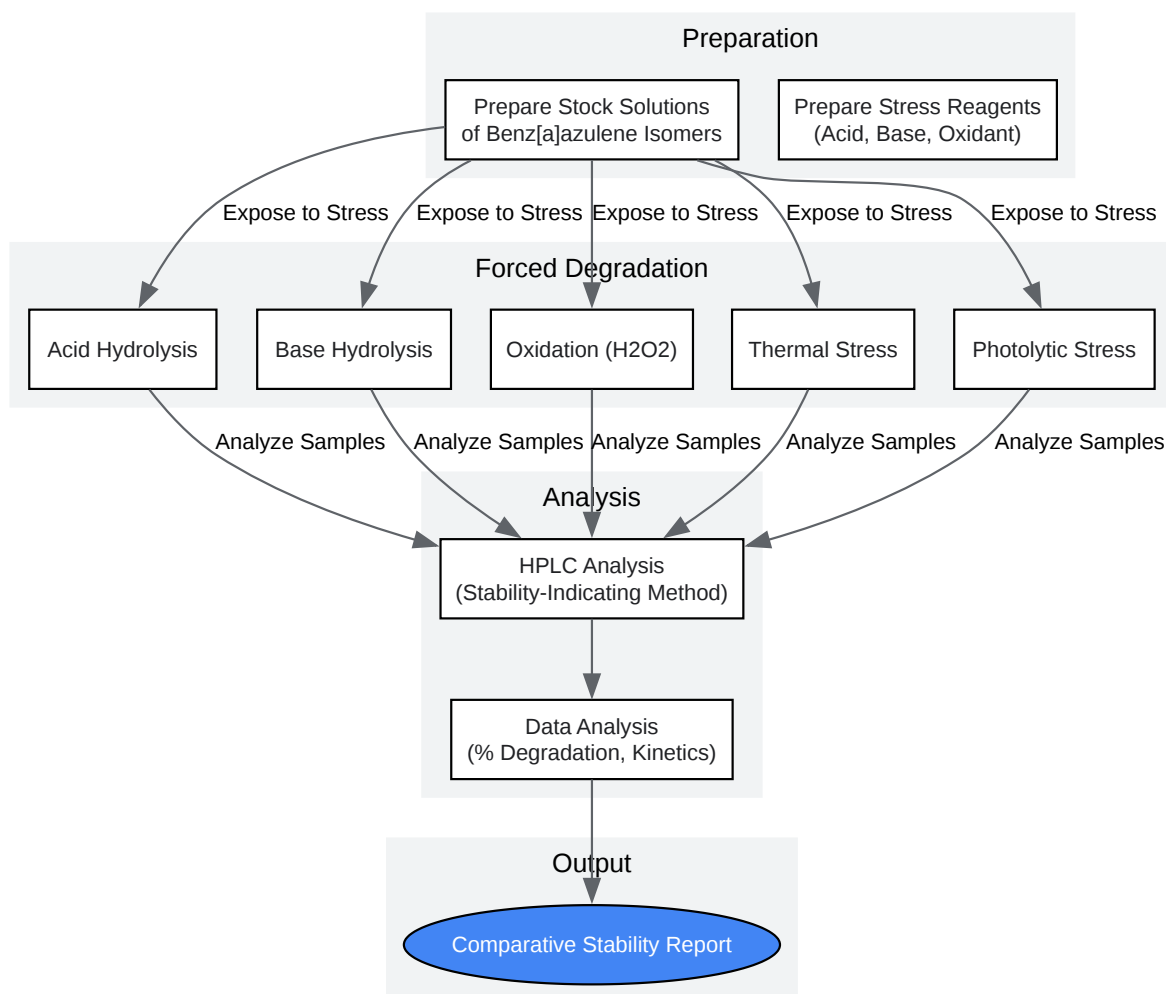 Preparation
Prepare Stock Solutions
of Benz[a]azulene Isomers
Prepare Stress Reagents
(Acid, Base, Oxidant)
Expose to Stress
Expose to Stress
Expose to Stress
Expose to Stress
Expose to Stress
Forced Degradation
Acid Hydrolysis
Base Hydrolysis
Oxidation (H2O2)
Thermal Stress
Photolytic Stress
Analyze Samples
Analyze Samples
Analyze Samples
Analyze Samples
Analyze Samples
Analysis
HPLC Analysis
(Stability-Indicating Method)
Data Analysis
(% Degradation, Kinetics)
Output
Comparative Stability Report